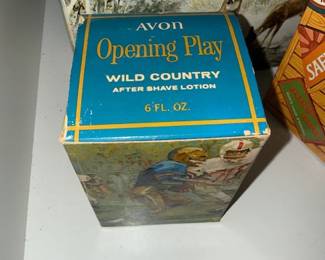 AVON
Opening Play
WILD COUNTRY
AFTER SHAVE LOTION
6 FL. OZ.